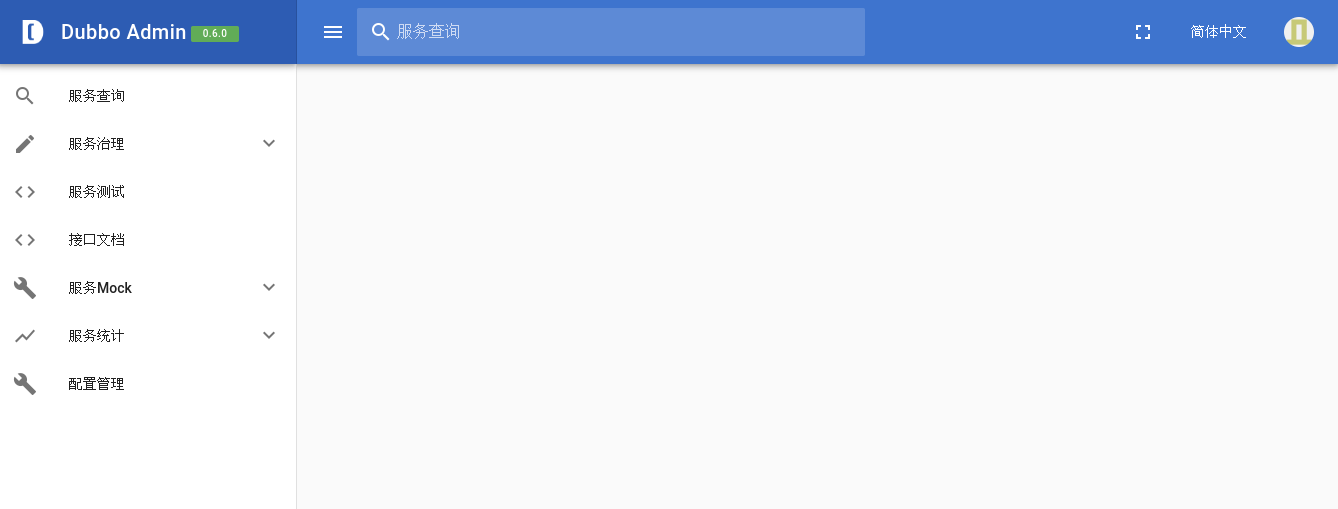 Dubbo Admin 0.6.0
服务查询
简体中文
服务查询
服务治理
服务测试
接口文档
服务Mock
服务统计
配置管理